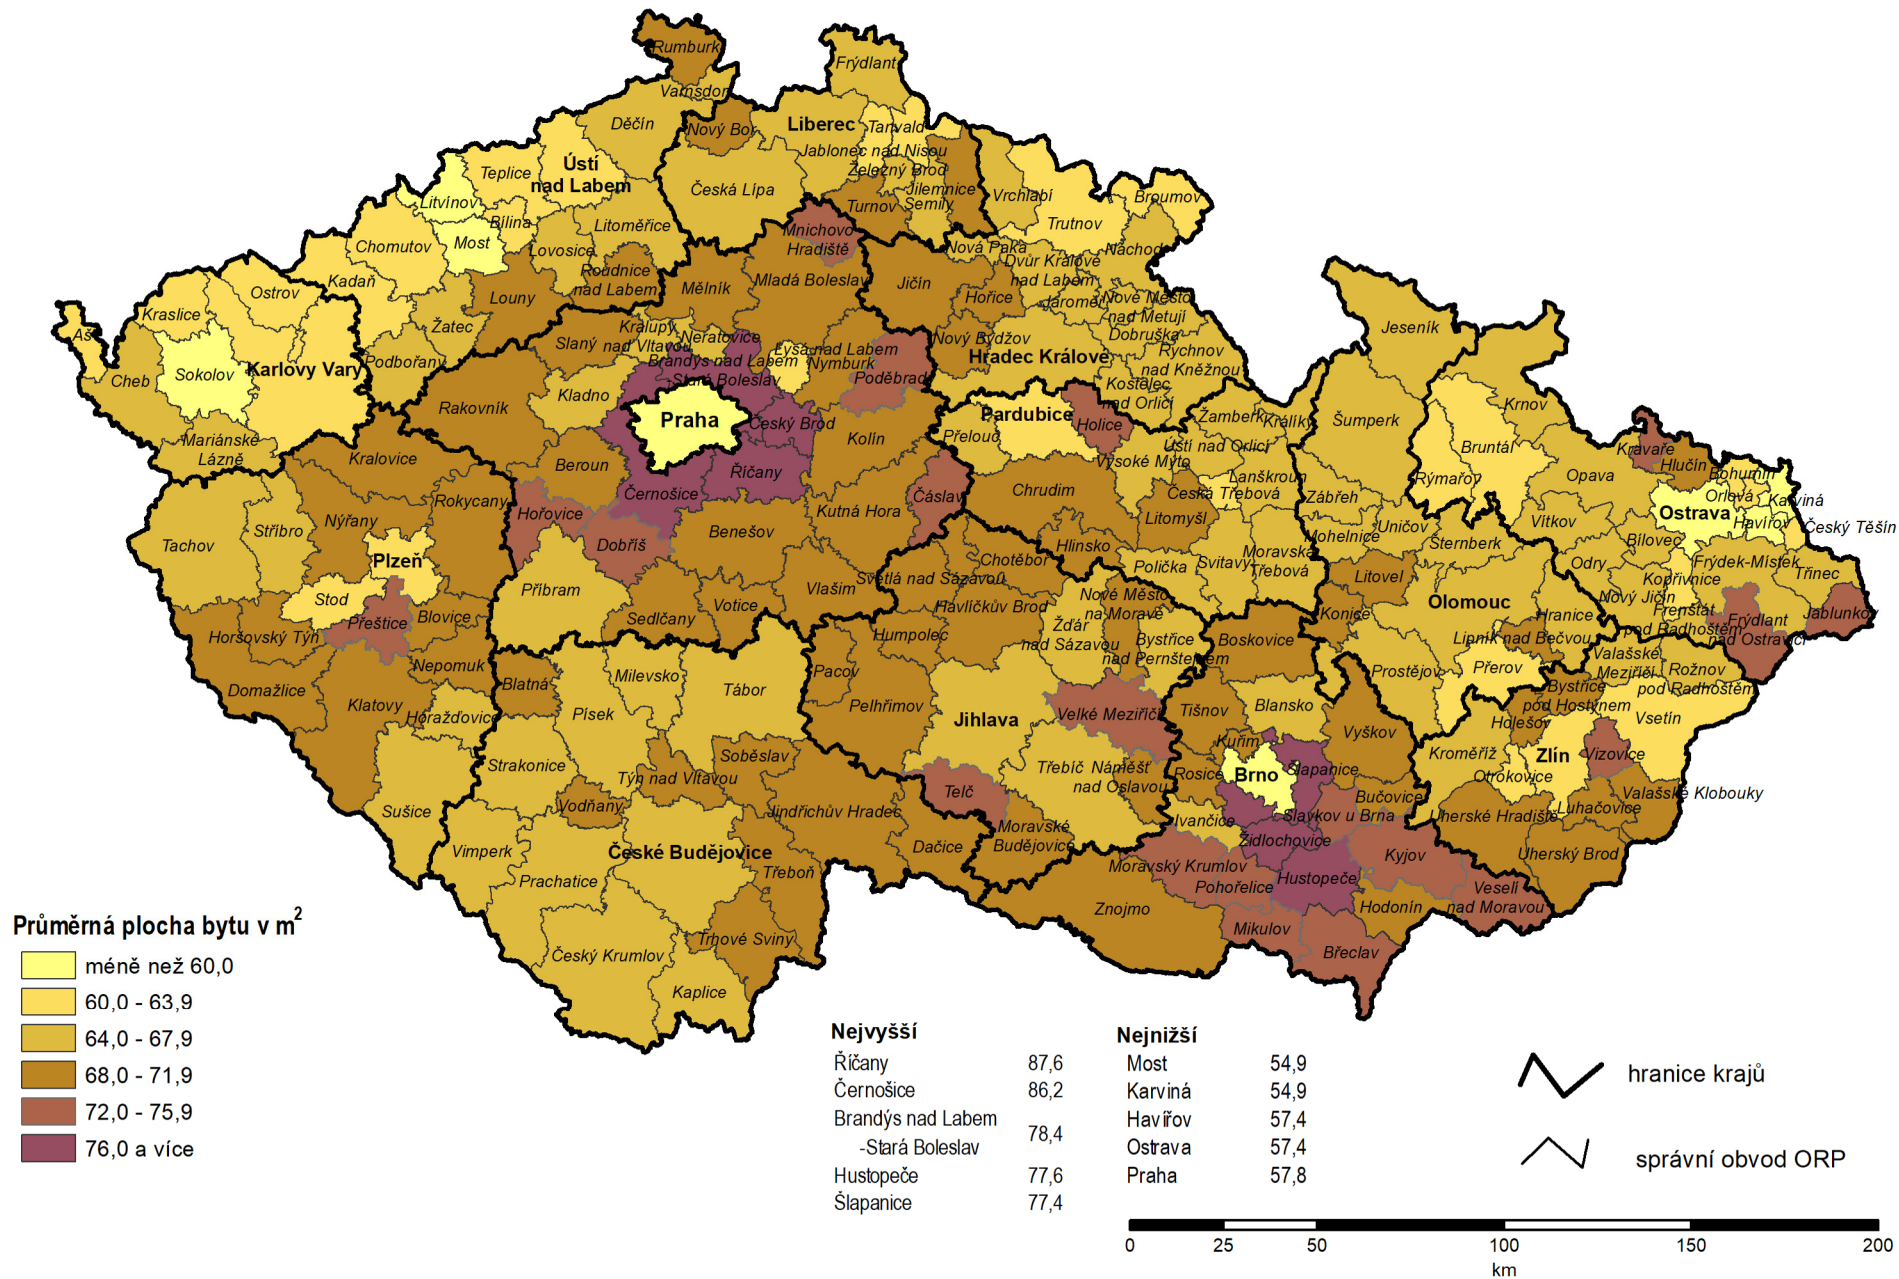 Rumburk
Varnsdorf
Frýdlant
Děčín
Nový Bor
Liberec
Tanvald
Jablonec nad Nisou
Železný Brod
Ústí
nad Labem
Teplice
Česká Lípa
Jilemnice
Semily
Turnov
Vrchlabí
Trutnov
Broumov
Litvínov
Bílina
Most
Chomutov
Litoměřice
Lovosice
Roudnice
nad Labem
Mnichovo
Hradiště
Nová Paka
Dvůr Králové
nad Labem
Náchod
Kadaň
Ostrov
Kraslice
Louny
Mělník
Mladá Boleslav
Jičín
Hořice
Jaroměř
Nové Město
nad Metují
Dobruška
Aš
Žatec
Slaný
Kralupy
nad Vltavou
Neratovice
Brandýs nad Labem
-Stará Boleslav
Lysá nad Labem
Nymburk
Poděbrady
Nový Bydžov
Hradec Králové
Rychnov
nad Kněžnou
Jeseník
Cheb
Sokolov
Karlovy Vary
Podbořany
Rakovník
Kladno
Praha
Český Brod
Kolín
Kostelec
nad Orlicí
Pardubice
Přelouč
Holice
Žamberk
Králíky
Šumperk
Krnov
Bruntál
Rýmařov
Mariánské
Lázně
Kralovice
Beroun
Říčany
Černošice
Vysoké Mýto
Ústí nad Orlicí
Lanškroun
Česká Třebová
Zábřeh
Opava
Kravaře
Hlučín
Bohumín
Orlová
Karviná
Ostrava
Havířov
Český Těšín
Rokycany
Nýřany
Stříbro
Tachov
Hořovice
Dobříš
Benešov
Kutná Hora
Čáslav
Chrudim
Litomyšl
Hlinsko
Mohelnice
Uničov
Šternberk
Vítkov
Bílovec
Odry
Plzeň
Stod
Přeštice
Blovice
Příbram
Sedlčany
Votice
Vlašim
Světlá nad Sázavou
Chotěboř
Havlíčkův Brod
Polička
Svitavy
Moravská
Třebová
Litovel
Konice
Olomouc
Hranice
Nový Jičín
Kopřivnice
Frýdek-Místek
Třinec
Frenštát
pod Radhoštěm
Frýdlant
nad Ostravicí
Jablunkov
Horšovský Týn
Nepomuk
Domažlice
Klatovy
Horažďovice
Blatná
Milevsko
Tábor
Pacov
Humpolec
Pelhřimov
Žďár
nad Sázavou
Nové Město
na Moravě
Bystřice
nad Pernštejnem
Boskovice
Prostějov
Lipník nad Bečvou
Přerov
Valašské
Meziříčí
Rožnov
pod Radhoštěm
Bystřice
pod Hostýnem
Vsetín
Písek
Strakonice
Sušice
Týn nad Vltavou
Soběslav
Vodňany
Jindřichův Hradec
Jihlava
Velké Meziříčí
Telč
Třebíč
Náměšť
nad Oslavou
Tišnov
Blansko
Kuřim
Rosice
Brno
Šlapanice
Vyškov
Holešov
Kroměříž
Zlín
Otrokovice
Vizovice
Luhačovice
Valašské Klobouky
Vimperk
Prachatice
České Budějovice
Třeboň
Dačice
Moravské
Budějovice
Ivančice
Bučovice
Slavkov u Brna
Židlochovice
Uherské Hradiště
Uherský Brod
Moravský Krumlov
Pohořelice
Hustopeče
Kyjov
Veselí
nad Moravou
Hodonín
Znojmo
Mikulov
Břeclav
Český Krumlov
Kaplice
Trhové Sviny
Průměrná plocha bytu v m²
méně než 60,0
60,0 - 63,9
64,0 - 67,9
68,0 - 71,9
72,0 - 75,9
76,0 a více
Nejvyšší
Říčany 87,6
Černošice 86,2
Brandýs nad Labem
-Stará Boleslav 78,4
Hustopeče 77,6
Šlapanice 77,4
Nejnižší
Most 54,9
Karviná 54,9
Havířov 57,4
Ostrava 57,4
Praha 57,8
hranice krajů
správní obvod ORP
0 25 50 100 150 200
km